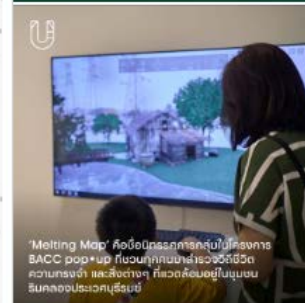 'Melting Map' คือชื่อนิทรรศการกลุ่มในโครงการ
BACC pop•up ที่ชวนทุกคนมาสำรวจวิถีชีวิต
ความทรงจำ และสิ่งต่างๆ ที่แวดล้อมอยู่ในชุมชน
ริมคลองประเวศบุรีรมย์